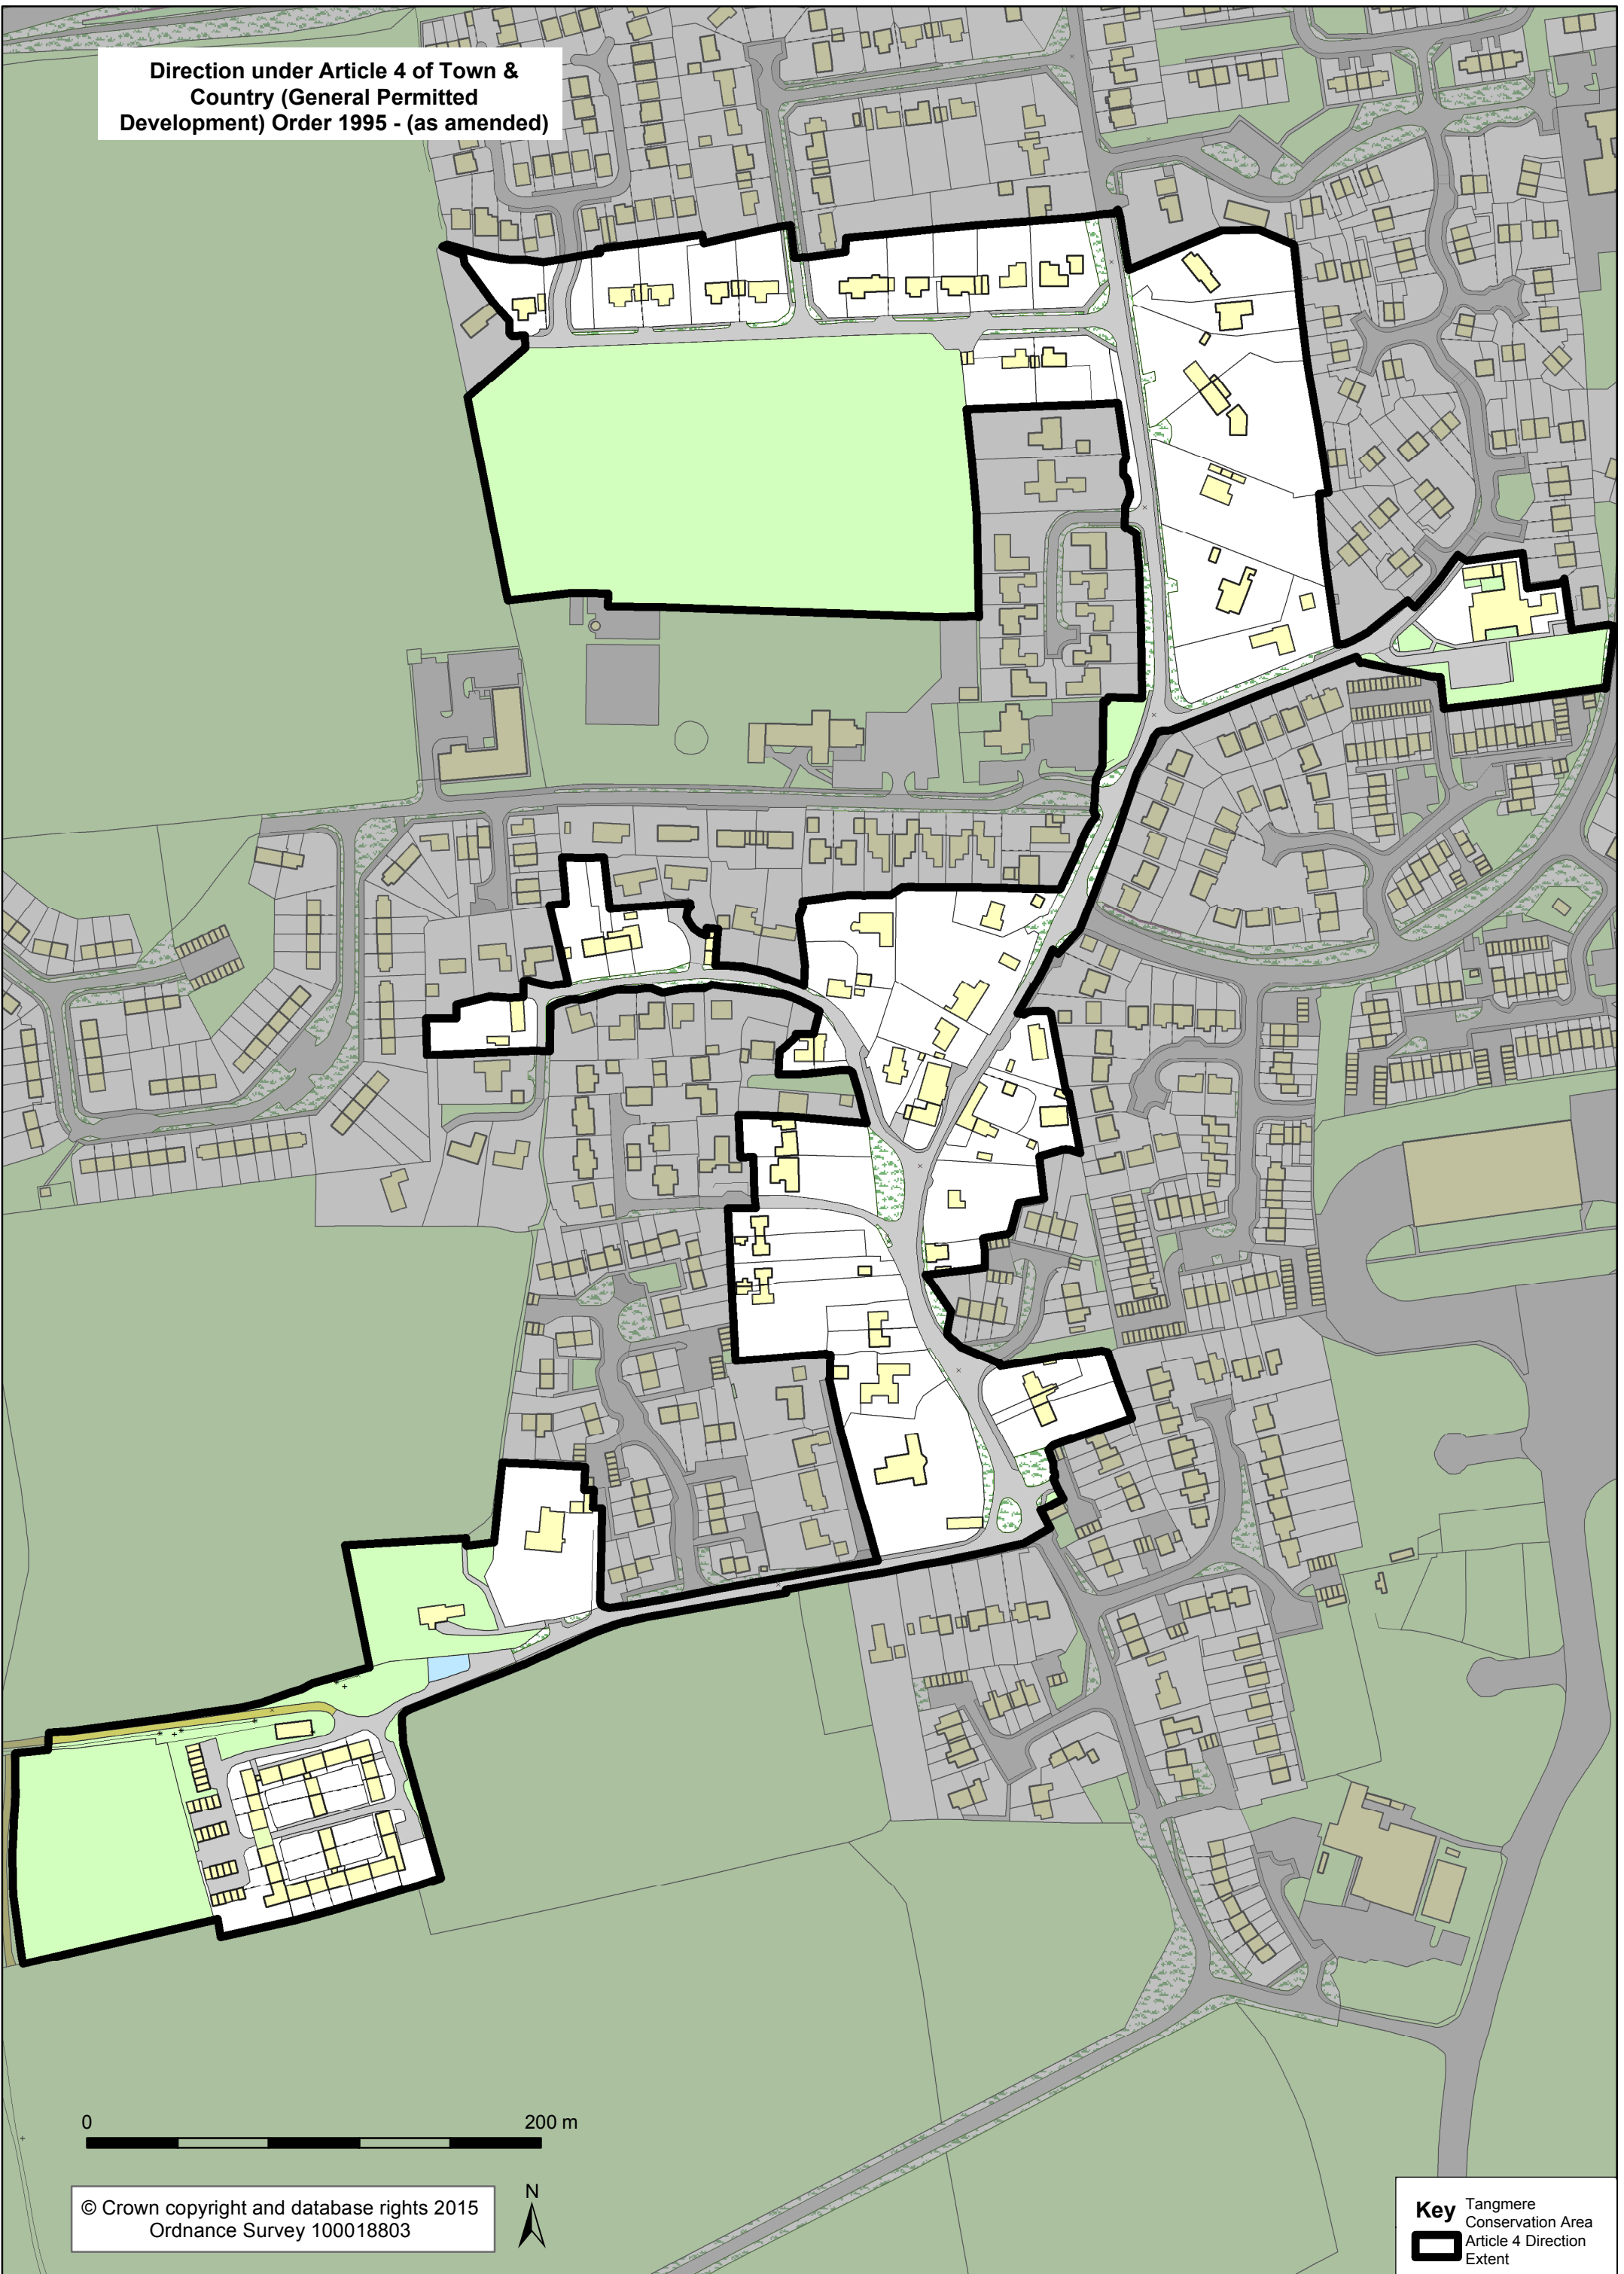 Direction under Article 4 of Town &
Country (General Permitted
Development) Order 1995 - (as amended)
0 200 m
© Crown copyright and database rights 2015
Ordnance Survey 100018803
N
Key Tangmere
Conservation Area
Article 4 Direction
Extent